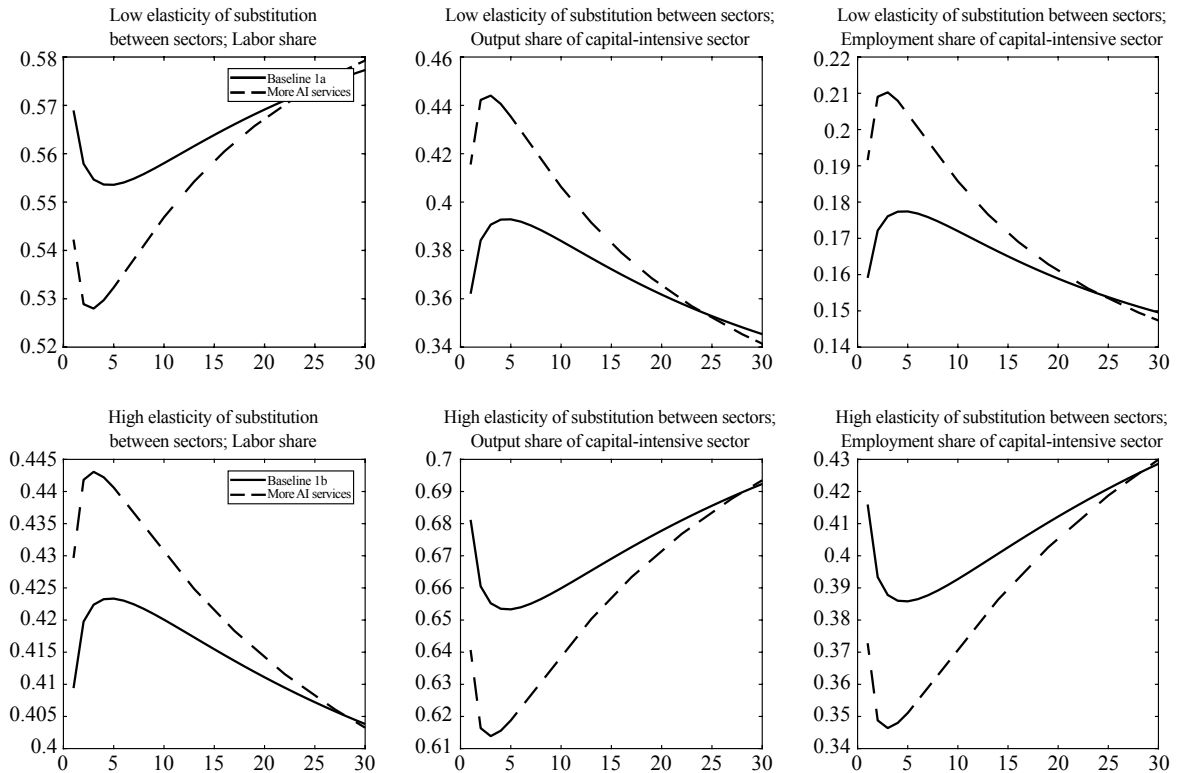 Low elasticity of substitution
between sectors; Labor share
0.58
0.57
0.56
0.55
0.54
0.53
0.52
0 5 10 15 20 25 30
Baseline 1a
More AI services
Low elasticity of substitution between sectors;
Output share of capital-intensive sector
0.46
0.44
0.42
0.4
0.38
0.36
0.34
0 5 10 15 20 25 30
Low elasticity of substitution between sectors;
Employment share of capital-intensive sector
0.22
0.21
0.2
0.19
0.18
0.17
0.16
0.15
0.14
0 5 10 15 20 25 30
High elasticity of substitution
between sectors; Labor share
0.445
0.44
0.435
0.43
0.425
0.42
0.415
0.41
0.405
0.4
0 5 10 15 20 25 30
Baseline 1b
More AI services
High elasticity of substitution between sectors;
Output share of capital-intensive sector
0.7
0.69
0.68
0.67
0.66
0.65
0.64
0.63
0.62
0.61
0 5 10 15 20 25 30
High elasticity of substitution between sectors;
Employment share of capital-intensive sector
0.43
0.42
0.41
0.4
0.39
0.38
0.37
0.36
0.35
0.34
0 5 10 15 20 25 30